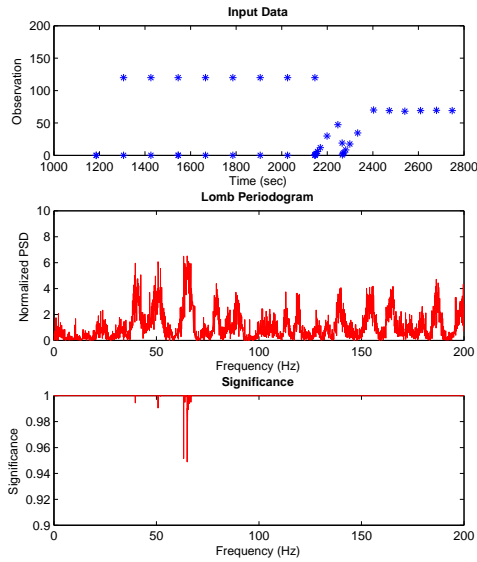 Input Data
200
150
100
50
0
Observation
1000 1200 1400 1600 1800 2000 2200 2400 2600 2800
Time (sec)
Lomb Periodogram
10
8
6
4
2
0
Normalized PSD
0 50 100 150 200
Frequency (Hz)
Significance
1
0.98
0.96
0.94
0.92
0.9
Significance
0 50 100 150 200
Frequency (Hz)